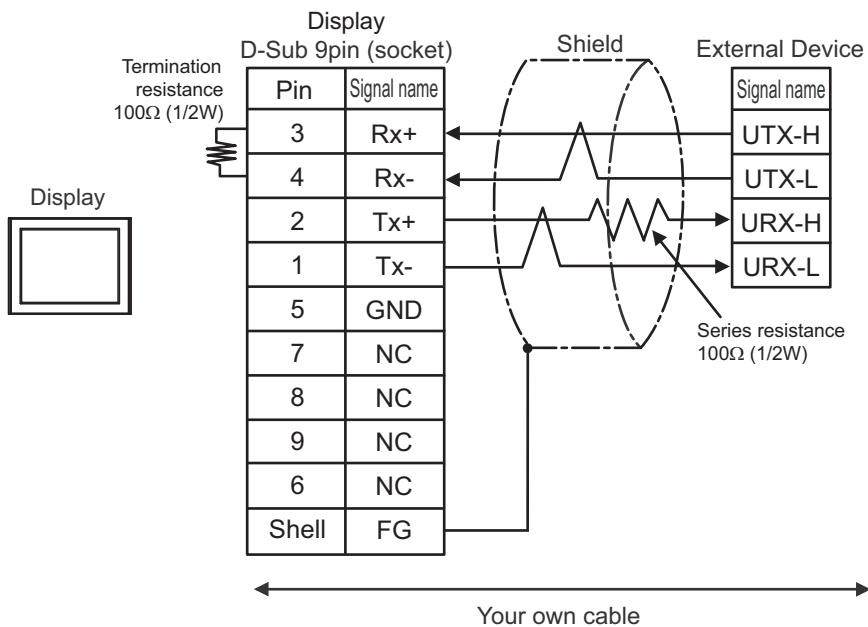 Display
D-Sub 9pin (socket)
Shield
External Device
Termination
resistance
100Ω (1/2W)
Pin
Signal name
Signal name
3
Rx+
UTX-H
4
Rx-
UTX-L
Display
2
Tx+
URX-H
1
Tx-
URX-L
5
GND
Series resistance
100Ω (1/2W)
7
NC
8
NC
9
NC
6
NC
Shell
FG
Your own cable